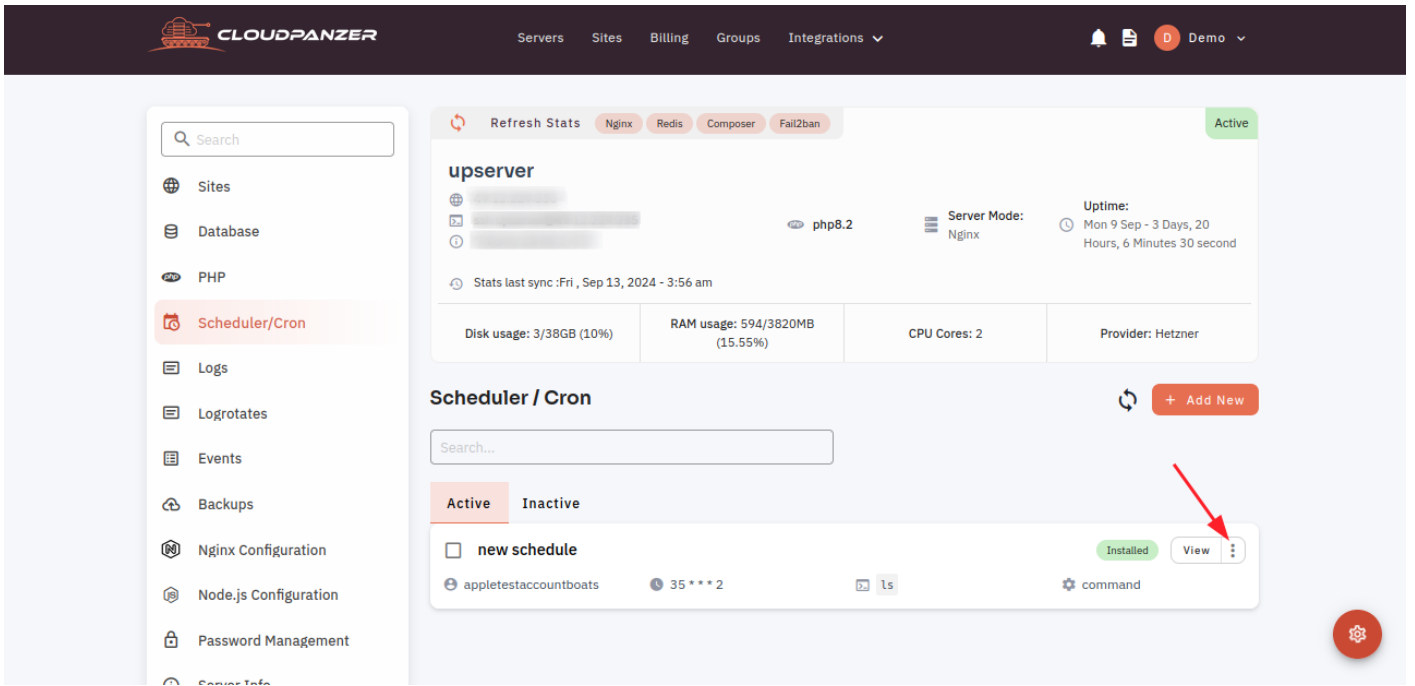 CLOUDPANZER
Servers Sites Billing Groups Integrations
D Demo
Search
Sites
Database
php PHP
Scheduler/Cron
Logs
Logrotates
Events
Backups
Nginx Configuration
Node.js Configuration
Password Management
Server Info
Refresh Stats Nginx Redis Composer Fail2ban
Active
upserver
php php8.2
Server Mode:
Nginx
Uptime:
Mon 9 Sep - 3 Days, 20
Hours, 6 Minutes 30 second
Stats last sync :Fri , Sep 13, 2024 - 3:56 am
Disk usage: 3/38GB (10%)
RAM usage: 594/3820MB
(15.55%)
CPU Cores: 2
Provider: Hetzner
Scheduler / Cron
+ Add New
Search...
Active Inactive
new schedule
Installed View
appletestaccountboats 35 * * * 2 ls command